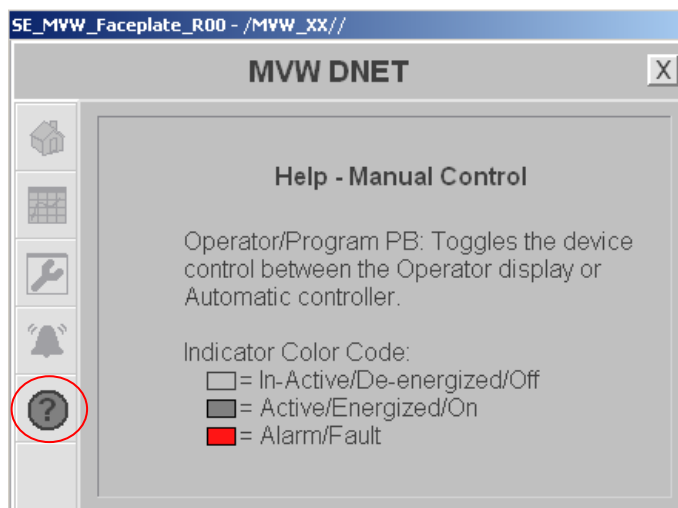 SE_MVW_Faceplate_R00 - /MVW_XX//
MVW DNET
X
Help - Manual Control
Operator/Program PB: Toggles the device
control between the Operator display or
Automatic controller.
Indicator Color Code:
= In-Active/De-energized/Off
= Active/Energized/On
= Alarm/Fault
?